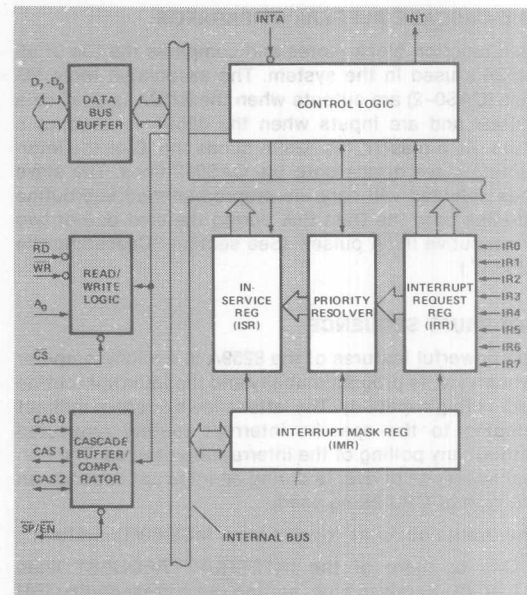 INTA
INT
D7-D0
DATA
BUS
BUFFER
CONTROL LOGIC
RD
WR
A0
CS
READ/
WRITE
LOGIC
IN-
SERVICE
REG
(ISR)
PRIORITY
RESOLVER
INTERRUPT
REQUEST
REG
(IRR)
IR0
IR1
IR2
IR3
IR4
IR5
IR6
IR7
CAS 0
CAS 1
CAS 2
CASCADE
BUFFER/
COMPA-
RATOR
INTERRUPT MASK REG
(IMR)
SP/EN
INTERNAL BUS